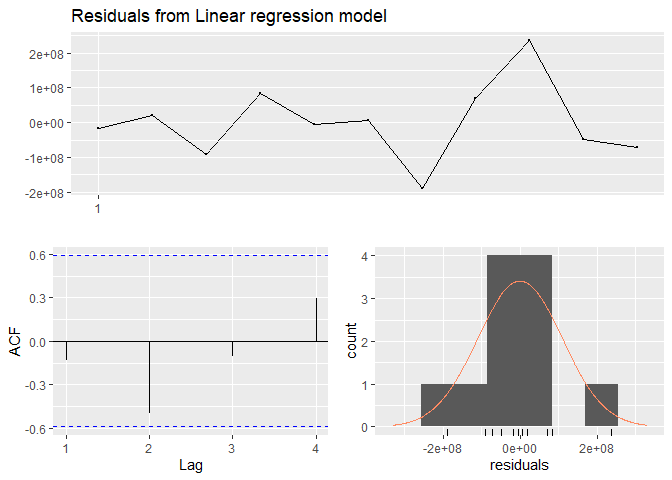 Residuals from Linear regression model
2e+08
1e+08
0e+00
-1e+08
-2e+08
1
0.6
0.3
0.0
-0.3
-0.6
ACF
1 2 3 4
Lag
4
3
2
1
0
count
-2e+08 0e+00 2e+08
residuals